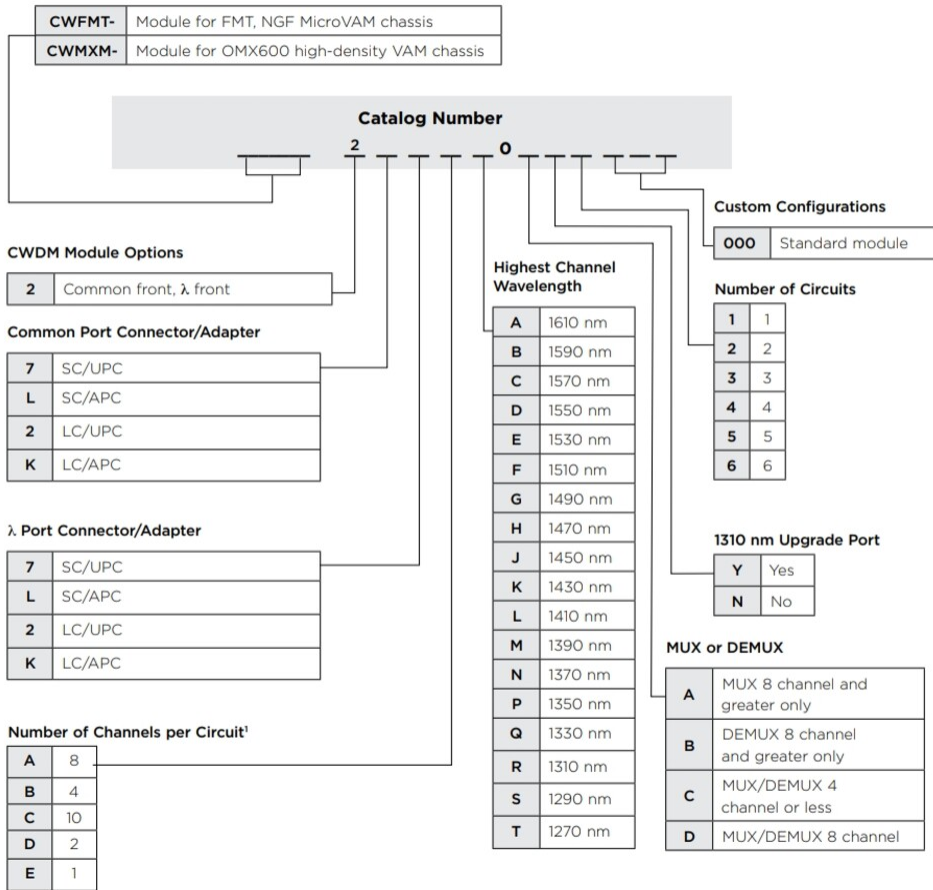 CWFMT- Module for FMT, NGF MicroVAM chassis
CWMXM- Module for OMX600 high-density VAM chassis
Catalog Number
2 0
CWDM Module Options
2 Common front, λ front
Common Port Connector/Adapter
7 SC/UPC
L SC/APC
2 LC/UPC
K LC/APC
λ Port Connector/Adapter
7 SC/UPC
L SC/APC
2 LC/UPC
K LC/APC
Number of Channels per Circuit¹
A 8
B 4
C 10
D 2
E 1
Highest Channel
Wavelength
A 1610 nm
B 1590 nm
C 1570 nm
D 1550 nm
E 1530 nm
F 1510 nm
G 1490 nm
H 1470 nm
J 1450 nm
K 1430 nm
L 1410 nm
M 1390 nm
N 1370 nm
P 1350 nm
Q 1330 nm
R 1310 nm
S 1290 nm
T 1270 nm
Custom Configurations
000 Standard module
Number of Circuits
1 1
2 2
3 3
4 4
5 5
6 6
1310 nm Upgrade Port
Y Yes
N No
MUX or DEMUX
A MUX 8 channel and
greater only
B DEMUX 8 channel
and greater only
C MUX/DEMUX 4
channel or less
D MUX/DEMUX 8 channel